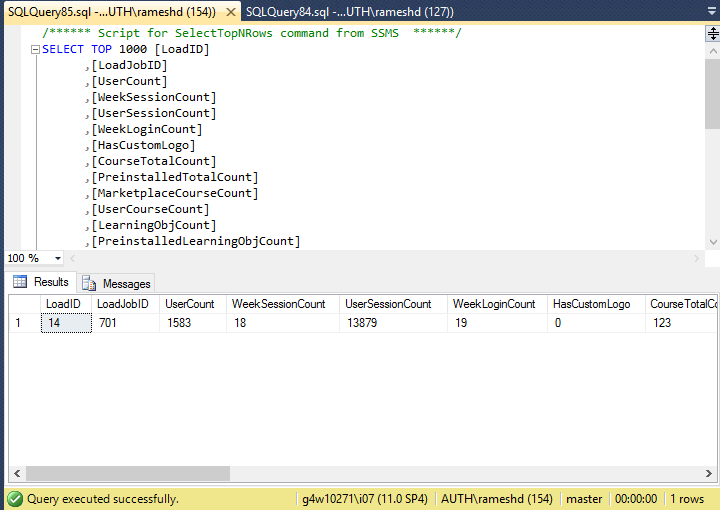 SQLQuery85.sql -...UTH\rameshd (154)) SQLQuery84.sql -...UTH\rameshd (127))
/****** Script for SelectTopNRows command from SSMS  ******/
SELECT TOP 1000 [LoadID]
,[LoadJobID]
,[UserCount]
,[WeekSessionCount]
,[UserSessionCount]
,[WeekLoginCount]
,[HasCustomLogo]
,[CourseTotalCount]
,[PreinstalledTotalCount]
,[MarketplaceCourseCount]
,[UserCourseCount]
,[LearningObjCount]
,[PreinstalledLearningObjCount]
100 %
Results Messages
LoadID LoadJobID UserCount WeekSessionCount UserSessionCount WeekLoginCount HasCustomLogo CourseTotalCo
1 14 701 1583 18 13879 19 0 123
Query executed successfully. g4w10271\i07 (11.0 SP4) AUTH\rameshd (154) master 00:00:00 1 rows